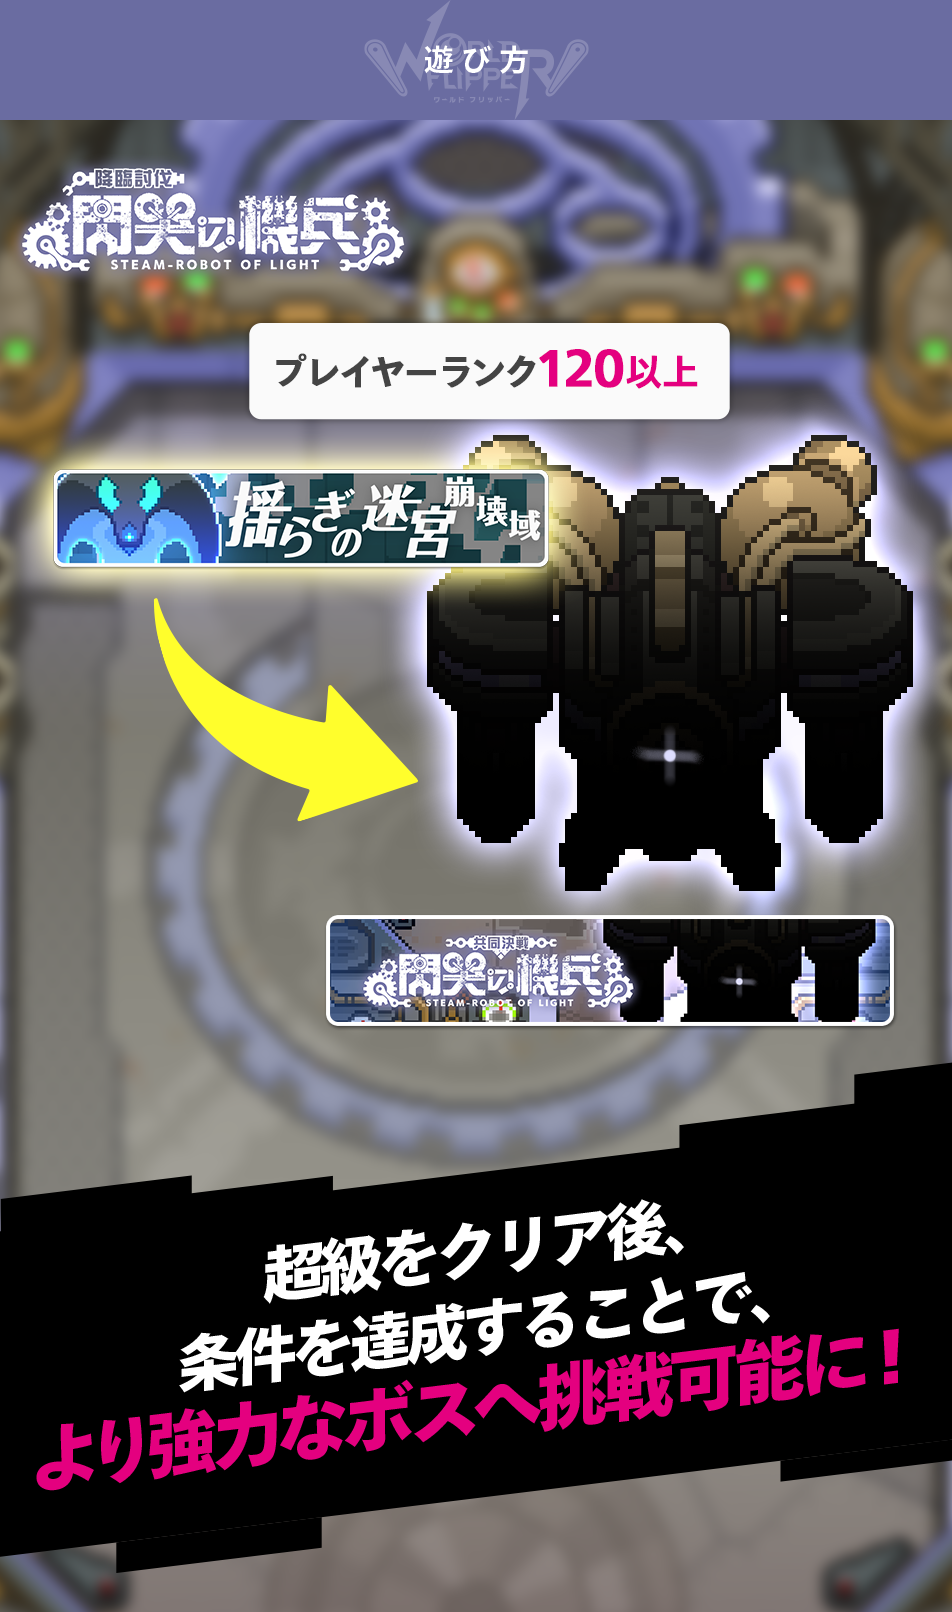 WORLD FLIPPER
ワールド フリッパー
遊び方
降臨討伐
閃哭の機兵
STEAM-ROBOT OF LIGHT
プレイヤーランク120以上
揺らぎの迷宮 崩壊域
共同決戦
閃哭の機兵
STEAM-ROBOT OF LIGHT
超級をクリア後、
条件を達成することで、
より強力なボスへ挑戦可能に！